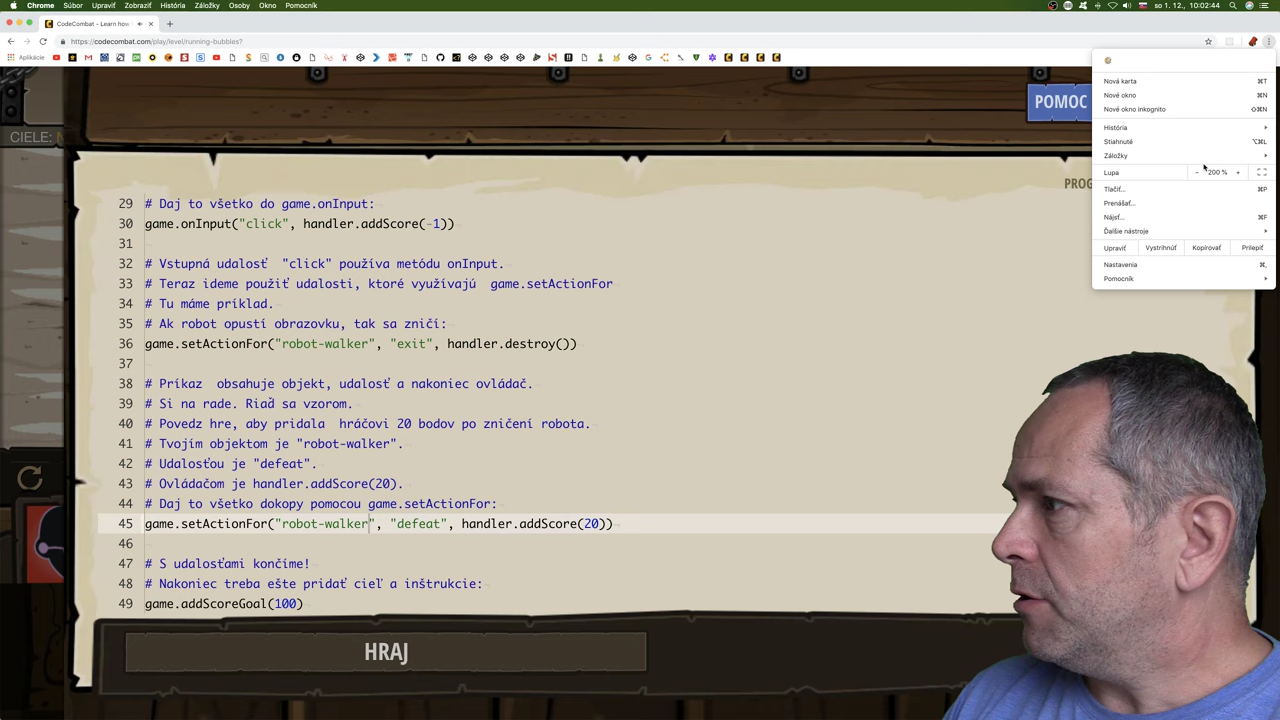 Chrome Súbor Upraviť Zobraziť História Záložky Osoby Okno Pomocník
so 1. 12., 10:02:44
CodeCombat - Learn how
https://codecombat.com/play/level/running-bubbles?
Aplikácie
POMOC
CIELE:
PROG
Nová karta ⌘T
Nové okno ⌘N
Nové okno inkognito ⇧⌘N
História
Stiahnuté ⌥⌘L
Záložky
Lupa − 200 % +
Tlačiť... ⌘P
Prenášať...
Nájsť... ⌘F
Ďalšie nástroje
Upraviť Vystrihnúť Kopírovať Prilepiť
Nastavenia ⌘,
Pomocník
29 # Daj to všetko do game.onInput:
30 game.onInput("click", handler.addScore(-1))
31
32 # Vstupná udalosť  "click" používa metódu onInput.
33 # Teraz ideme použiť udalosti, ktoré využívajú  game.setActionFor
34 # Tu máme príklad.
35 # Ak robot opustí obrazovku, tak sa zničí:
36 game.setActionFor("robot-walker", "exit", handler.destroy())
37
38 # Príkaz  obsahuje objekt, udalosť a nakoniec ovládač.
39 # Si na rade. Riaď sa vzorom.
40 # Povedz hre, aby pridala  hráčovi 20 bodov po zničení robota.
41 # Tvojím objektom je "robot-walker".
42 # Udalosťou je "defeat".
43 # Ovládačom je handler.addScore(20).
44 # Daj to všetko dokopy pomocou game.setActionFor:
45 game.setActionFor("robot-walker", "defeat", handler.addScore(20))
46
47 # S udalosťami končíme!
48 # Nakoniec treba ešte pridať cieľ a inštrukcie:
49 game.addScoreGoal(100)
HRAJ